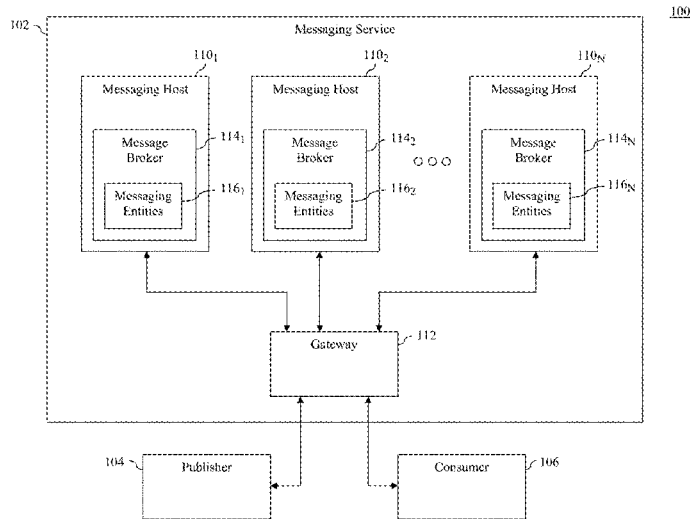 100
102
Messaging Service
110₁ 110₂ 110N
Messaging Host Messaging Host Messaging Host
Message Broker 114₁ Message Broker 114₂ Message Broker 114N
Messaging Entities 116₁ Messaging Entities 116₂ Messaging Entities 116N
Gateway 112
104 Publisher Consumer 106